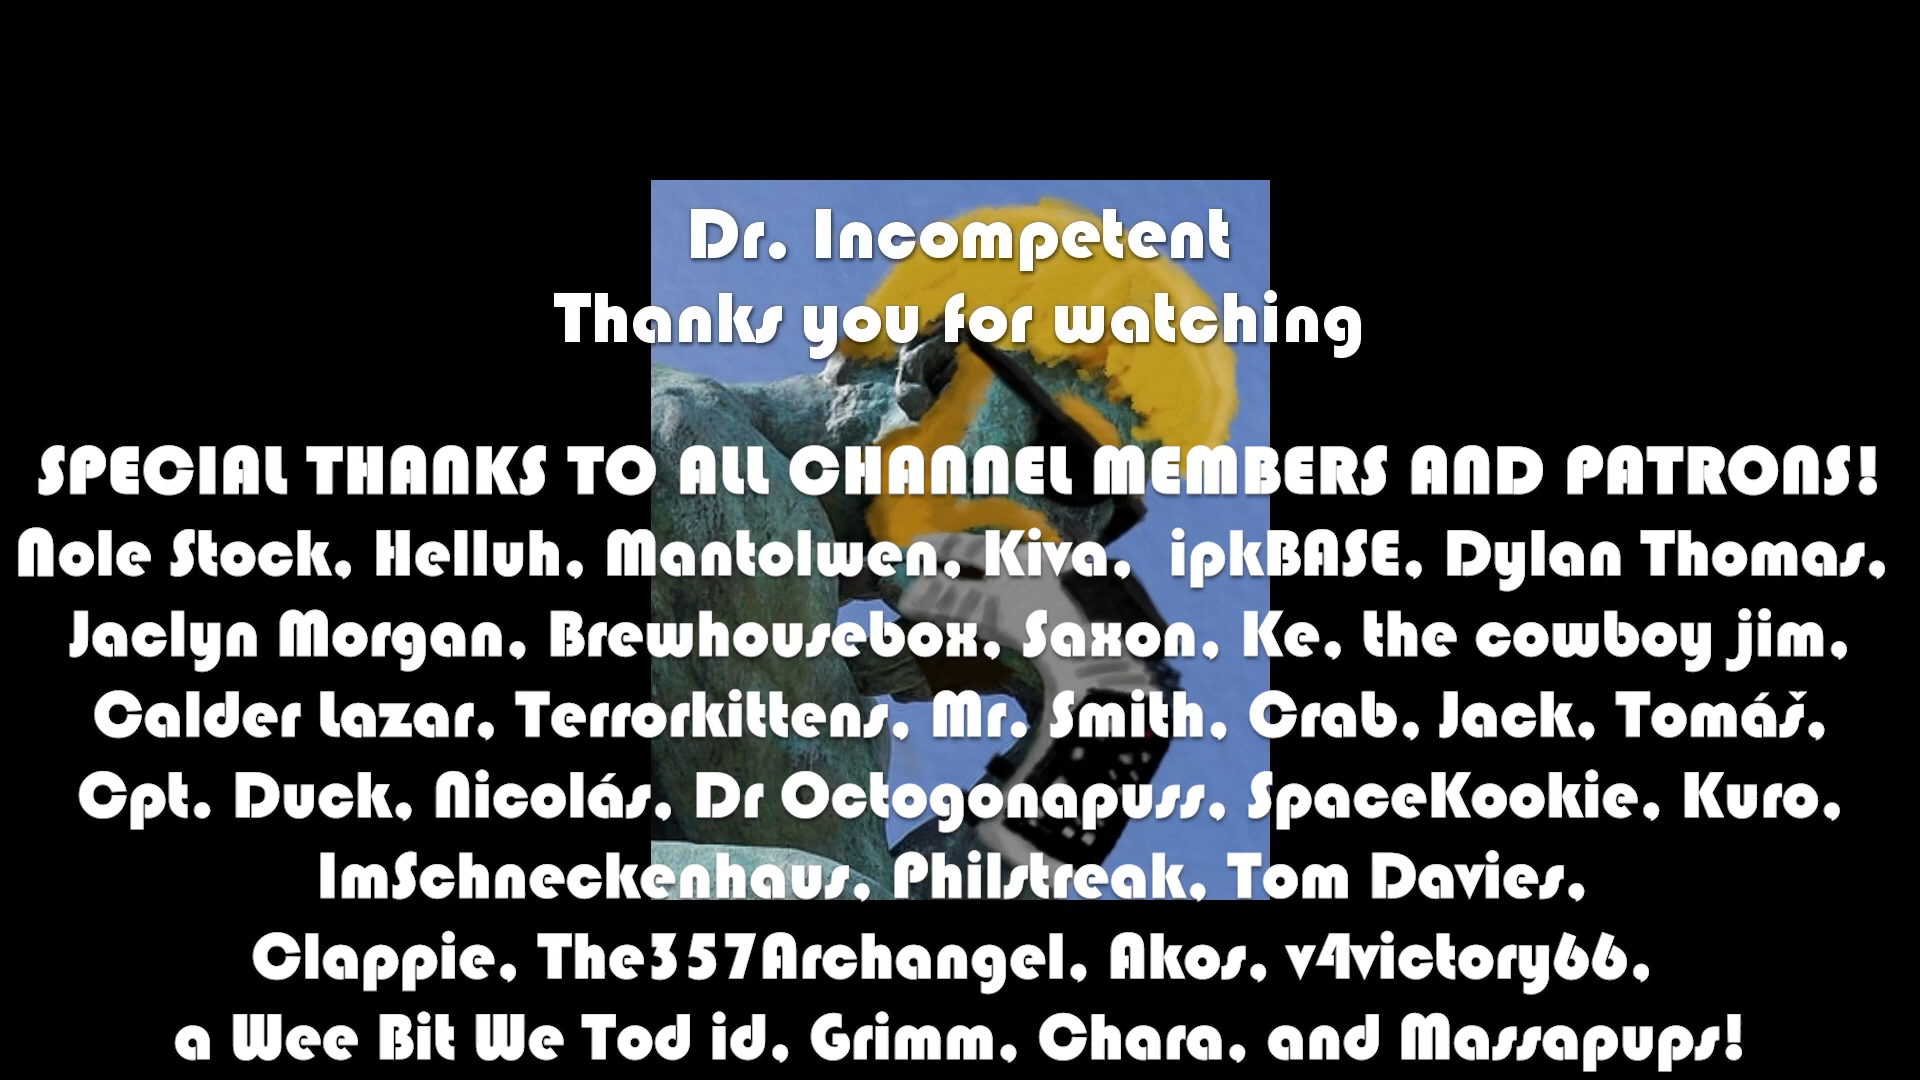 Dr. Incompetent
Thanks you for watching
SPECIAL THANKS TO ALL CHANNEL MEMBERS AND PATRONS!
Nole Stock, Helluh, Mantolwen, Kiva, ipkBASE, Dylan Thomas,
Jaclyn Morgan, Brewhousebox, Saxon, Ke, the cowboy jim,
Calder Lazar, Terrorkittens, Mr. Smith, Crab, Jack, Tomáš,
Cpt. Duck, Nicolás, Dr Octogonapuss, SpaceKookie, Kuro,
ImSchneckenhaus, Philstreak, Tom Davies,
Clappie, The357Archangel, Akos, v4victory66,
a Wee Bit We Tod id, Grimm, Chara, and Massapups!